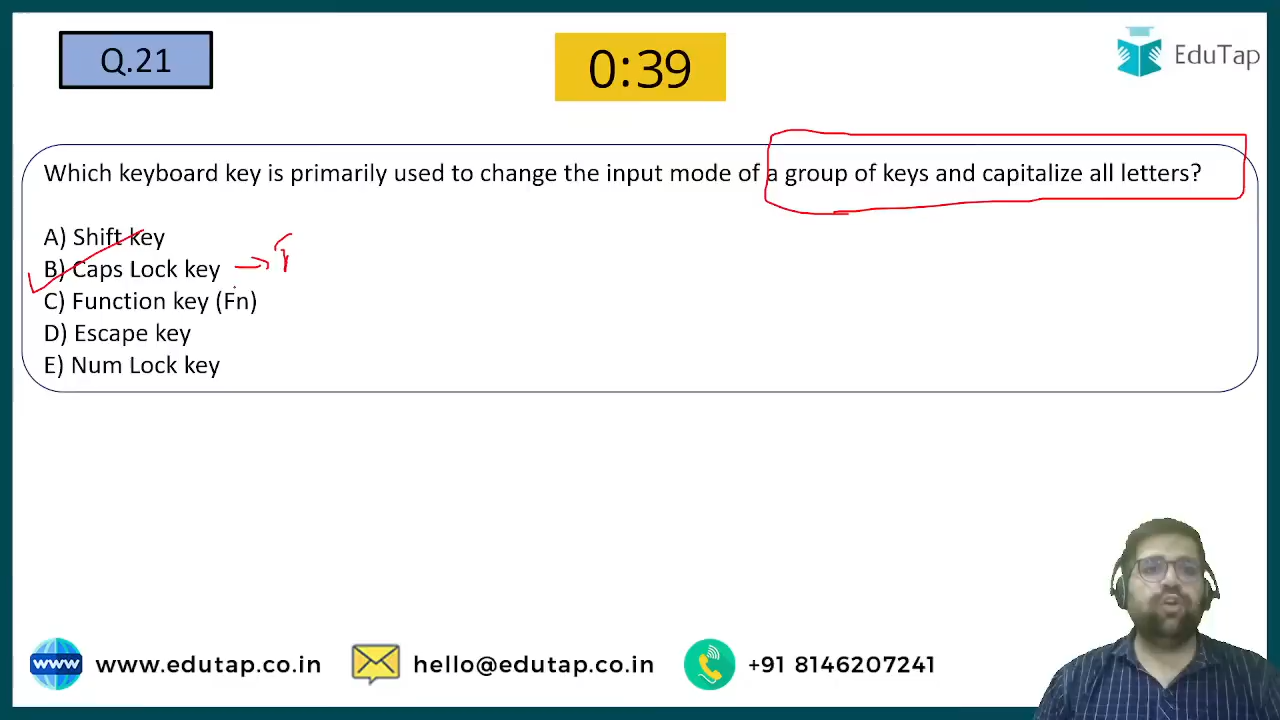 Q.21
0:39
EduTap
Which keyboard key is primarily used to change the input mode of a group of keys and capitalize all letters?
A) Shift key
B) Caps Lock key
C) Function key (Fn)
D) Escape key
E) Num Lock key
www
www.edutap.co.in
hello@edutap.co.in
+91 8146207241